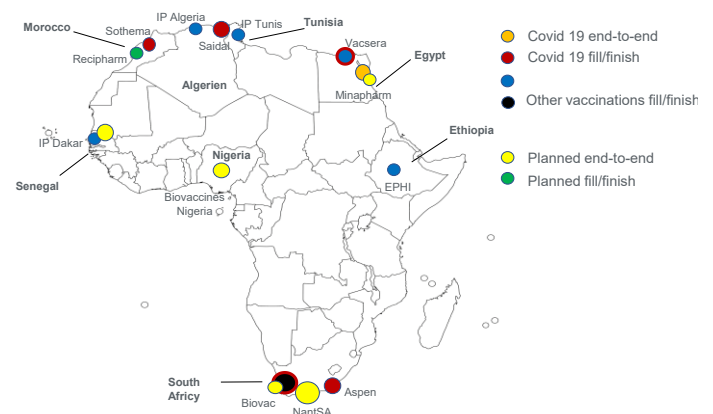 IP Algeria
IP Tunis
Tunisia
Morocco
Sothema
Saidal
Vacsera
Recipharm
Egypt
Algerien
Minapharm
IP Dakar
Nigeria
Ethiopia
Senegal
EPHI
Biovaccines
Nigeria
South
Africy
Biovac
NantSA
Aspen
Covid 19 end-to-end
Covid 19 fill/finish
Other vaccinations fill/finish
Planned end-to-end
Planned fill/finish